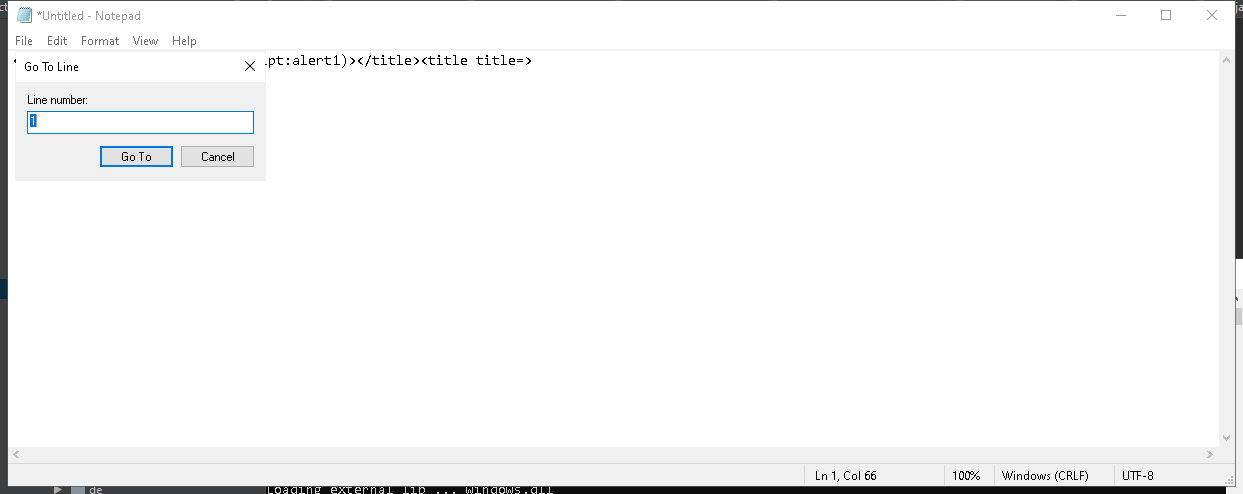 *Untitled - Notepad
File Edit Format View Help
ipt:alert1)></title><title title=>
Go To Line
Line number:
1
Go To Cancel
Ln 1, Col 66 100% Windows (CRLF) UTF-8
de Loading external lib ... windows.dll